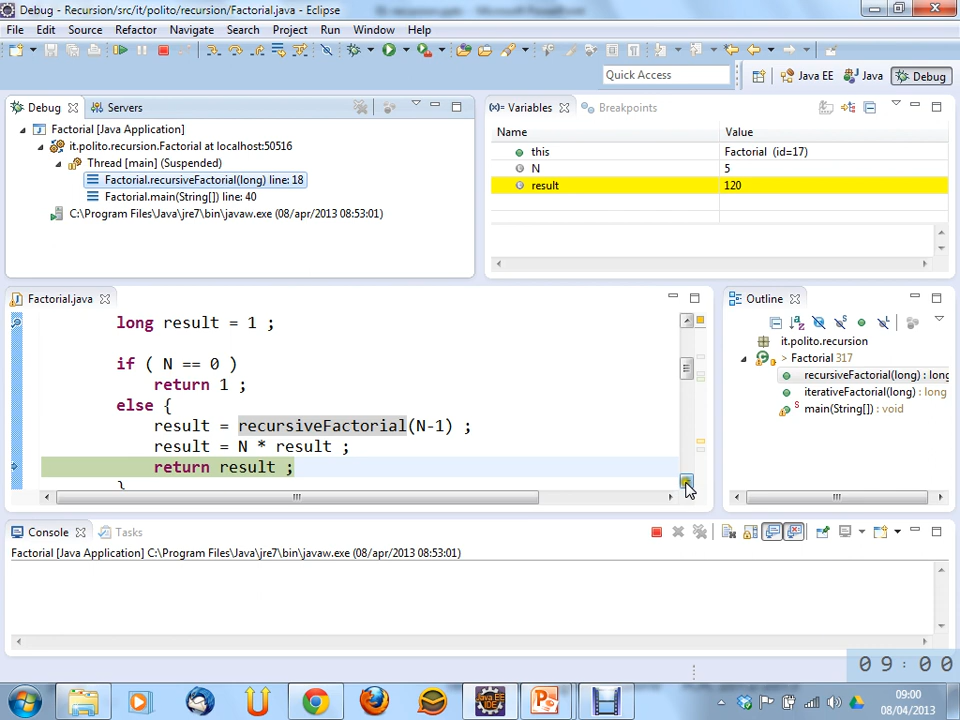 Debug - Recursion/src/it/polito/recursion/Factorial.java - Eclipse
File Edit Source Refactor Navigate Search Project Run Window Help
Quick Access
Java EE
Java
Debug
Debug
Servers
Factorial [Java Application]
it.polito.recursion.Factorial at localhost:50516
Thread [main] (Suspended)
Factorial.recursiveFactorial(long) line: 18
Factorial.main(String[]) line: 40
C:\Program Files\Java\jre7\bin\javaw.exe (08/apr/2013 08:53:01)
(x)= Variables
Breakpoints
Name Value
this Factorial (id=17)
N 5
result 120
Factorial.java
long result = 1 ;
if ( N == 0 )
return 1 ;
else {
result = recursiveFactorial(N-1) ;
result = N * result ;
return result ;
}
Outline
it.polito.recursion
> Factorial 317
recursiveFactorial(long) : long
iterativeFactorial(long) : long
main(String[]) : void
Console
Tasks
Factorial [Java Application] C:\Program Files\Java\jre7\bin\javaw.exe (08/apr/2013 08:53:01)
09:00
Java EE
IDE
09:00
08/04/2013